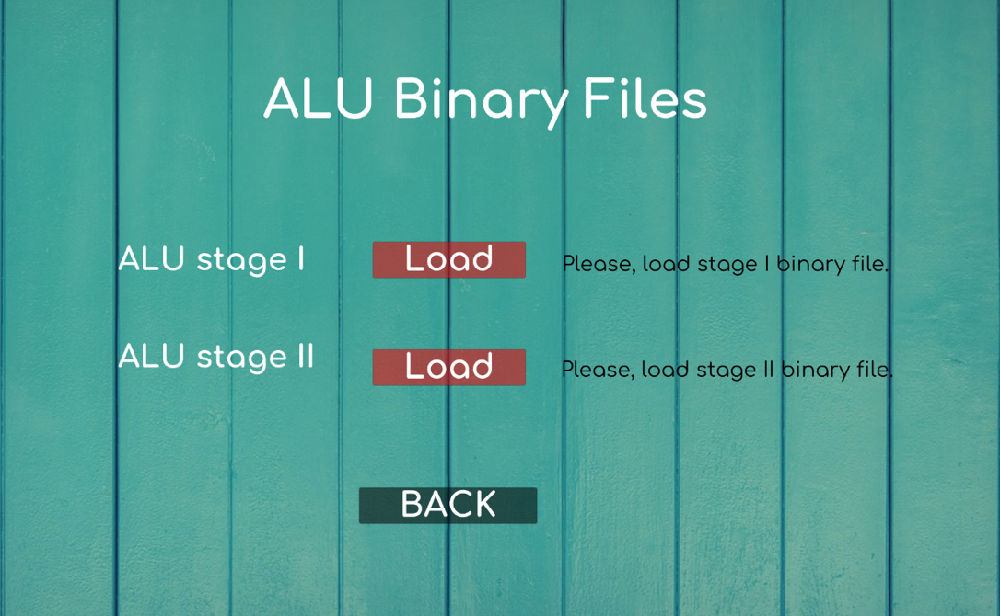 ALU Binary Files
ALU stage I
Load
Please, load stage I binary file.
ALU stage II
Load
Please, load stage II binary file.
BACK